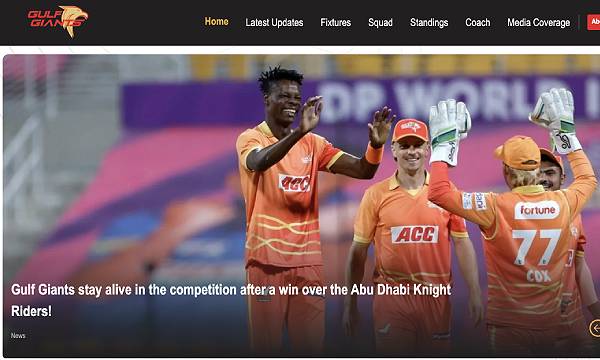 GULF
GIANTS
Home
Latest Updates
Fixtures
Squad
Standings
Coach
Media Coverage
Abo
DP WORLD I
ACC
ACC
fortune
77
COX
Gulf Giants stay alive in the competition after a win over the Abu Dhabi Knight
Riders!
News